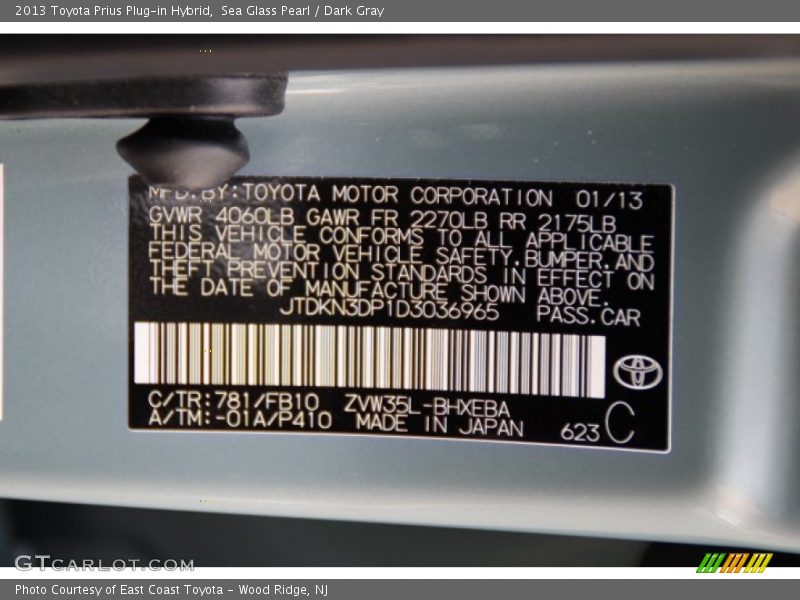 2013 Toyota Prius Plug-in Hybrid,  Sea Glass Pearl / Dark Gray
MFD.BY:TOYOTA MOTOR CORPORATION 01/13
GVWR 4060LB GAWR FR 2270LB RR 2175LB
THIS VEHICLE CONFORMS TO ALL APPLICABLE
FEDERAL MOTOR VEHICLE SAFETY,BUMPER,AND
THEFT PREVENTION STANDARDS IN EFFECT ON
THE DATE OF MANUFACTURE SHOWN ABOVE.
JTDKN3DP1D3036965 PASS.CAR
C/TR:781/FB10 ZVW35L-BHXEBA
A/TM:-01A/P410 MADE IN JAPAN 623 C
GTCARLOT.COM
Photo Courtesy of East Coast Toyota - Wood Ridge, NJ